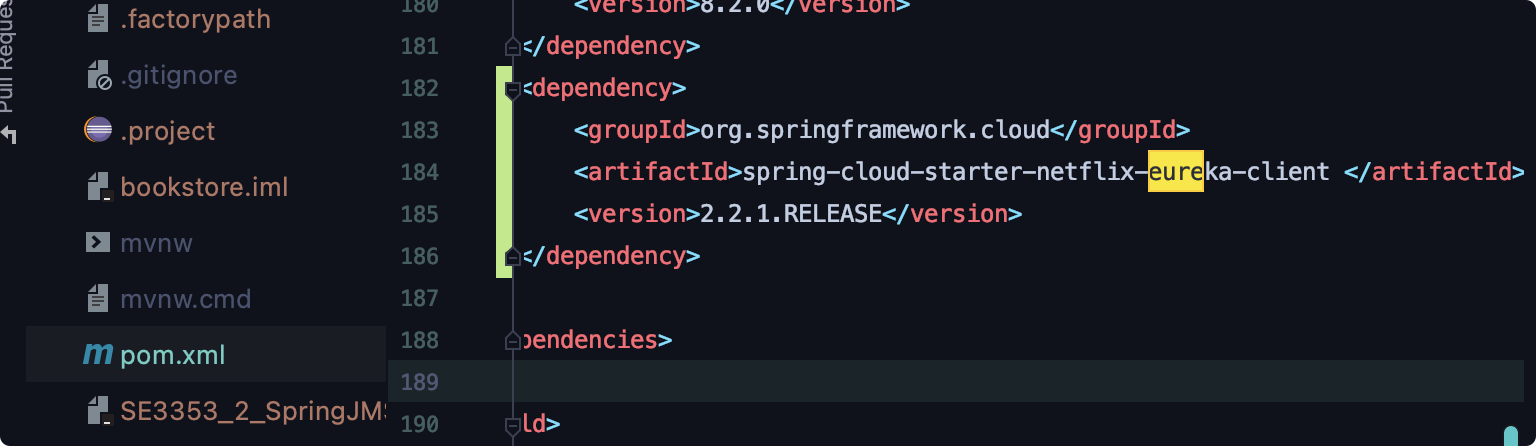 Pull Reque
.factorypath
.gitignore
.project
bookstore.iml
mvnw
mvnw.cmd
pom.xml
SE3353_2_SpringJMS
180 <version>8.2.0</version>
181 </dependency>
182 <dependency>
183 <groupId>org.springframework.cloud</groupId>
184 <artifactId>spring-cloud-starter-netflix-eureka-client </artifactId>
185 <version>2.2.1.RELEASE</version>
186 </dependency>
187
188 pendencies>
189
190 ld>